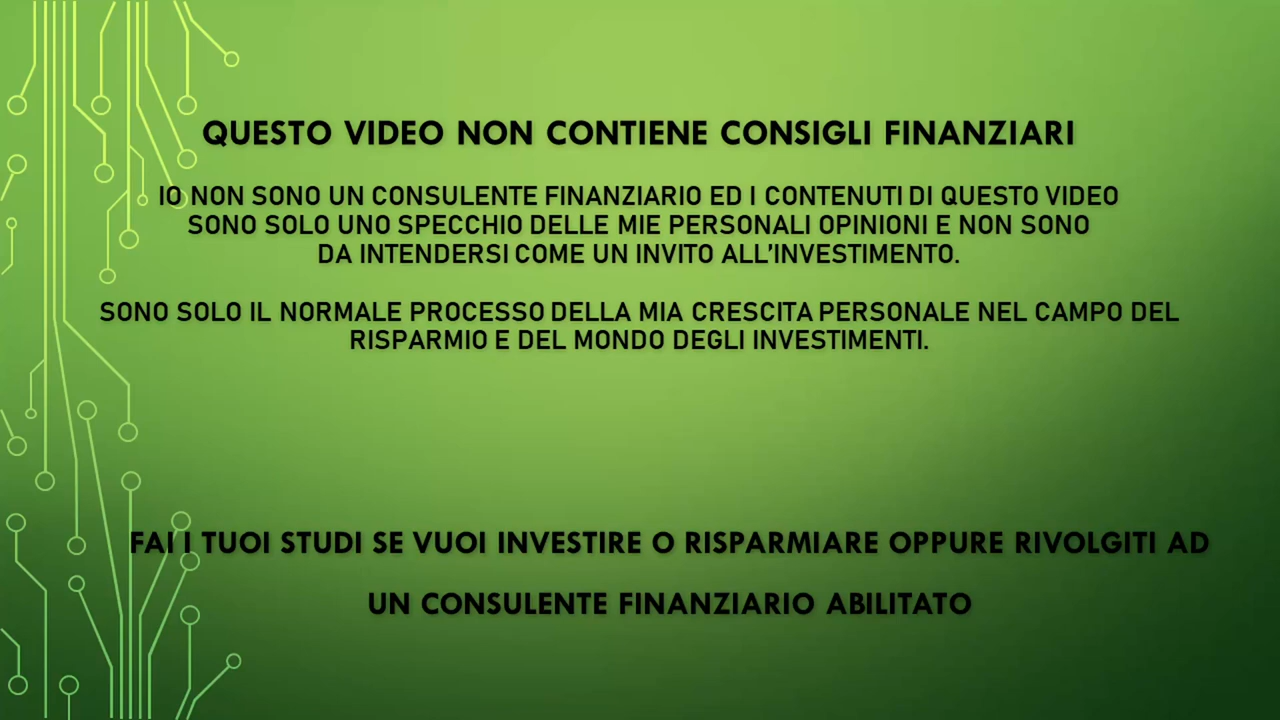 QUESTO VIDEO NON CONTIENE CONSIGLI FINANZIARI
IO NON SONO UN CONSULENTE FINANZIARIO ED I CONTENUTI DI QUESTO VIDEO
SONO SOLO UNO SPECCHIO DELLE MIE PERSONALI OPINIONI E NON SONO
DA INTENDERSI COME UN INVITO ALL'INVESTIMENTO.
SONO SOLO IL NORMALE PROCESSO DELLA MIA CRESCITA PERSONALE NEL CAMPO DEL
RISPARMIO E DEL MONDO DEGLI INVESTIMENTI.
FAI I TUOI STUDI SE VUOI INVESTIRE O RISPARMIARE OPPURE RIVOLGITI AD
UN CONSULENTE FINANZIARIO ABILITATO